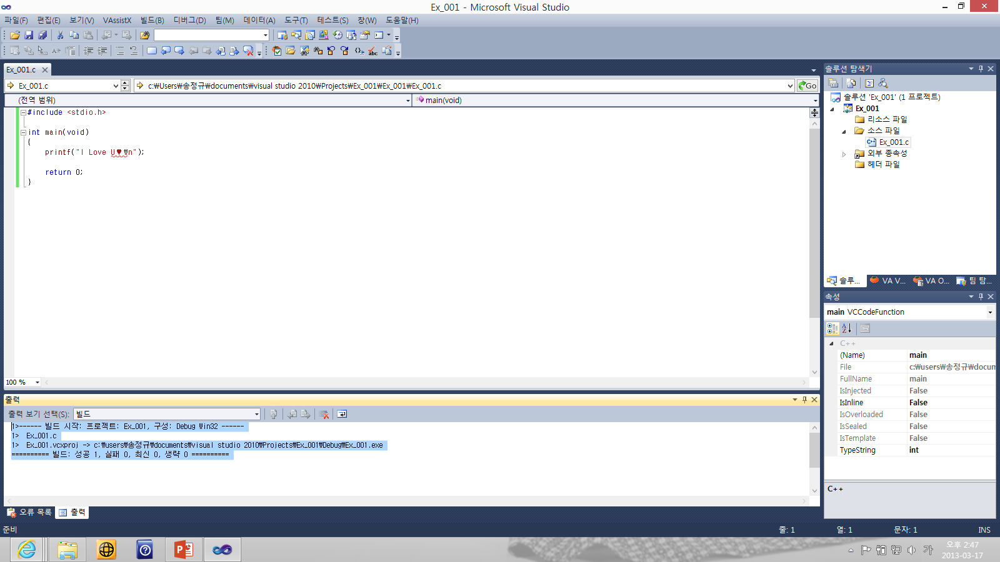 Ex_001 - Microsoft Visual Studio
파일(F) 편집(E) 보기(V) VAssistX 빌드(B) 디버그(D) 팀(M) 데이터(A) 도구(T) 테스트(S) 창(W) 도움말(H)
Ex_001.c
Ex_001.c
c:₩Users₩송정규₩documents₩visual studio 2010₩Projects₩Ex_001₩Ex_001₩Ex_001.c
Go
(전역 범위)
main(void)
#include <stdio.h>
int main(void)
{
printf("I Love U♥₩n");
return 0;
}
100 %
출력
출력 보기 선택(S): 빌드
1>------ 빌드 시작: 프로젝트: Ex_001, 구성: Debug Win32 ------
1>  Ex_001.c
1>  Ex_001.vcxproj -> c:₩users₩송정규₩documents₩visual studio 2010₩Projects₩Ex_001₩Debug₩Ex_001.exe
========== 빌드: 성공 1, 실패 0, 최신 0, 생략 0 ==========
오류 목록
출력
솔루션 탐색기
솔루션 'Ex_001' (1 프로젝트)
Ex_001
리소스 파일
소스 파일
Ex_001.c
외부 종속성
헤더 파일
솔루... VA V... VA O... 팀 탐...
속성
main VCCodeFunction
C++
(Name) main
File c:₩users₩송정규₩docum
FullName main
IsInjected False
IsInline False
IsOverloaded False
IsSealed False
IsTemplate False
TypeString int
C++
준비
줄: 1 열: 1 문자: 1 INS
가
오후 2:47
2013-03-17